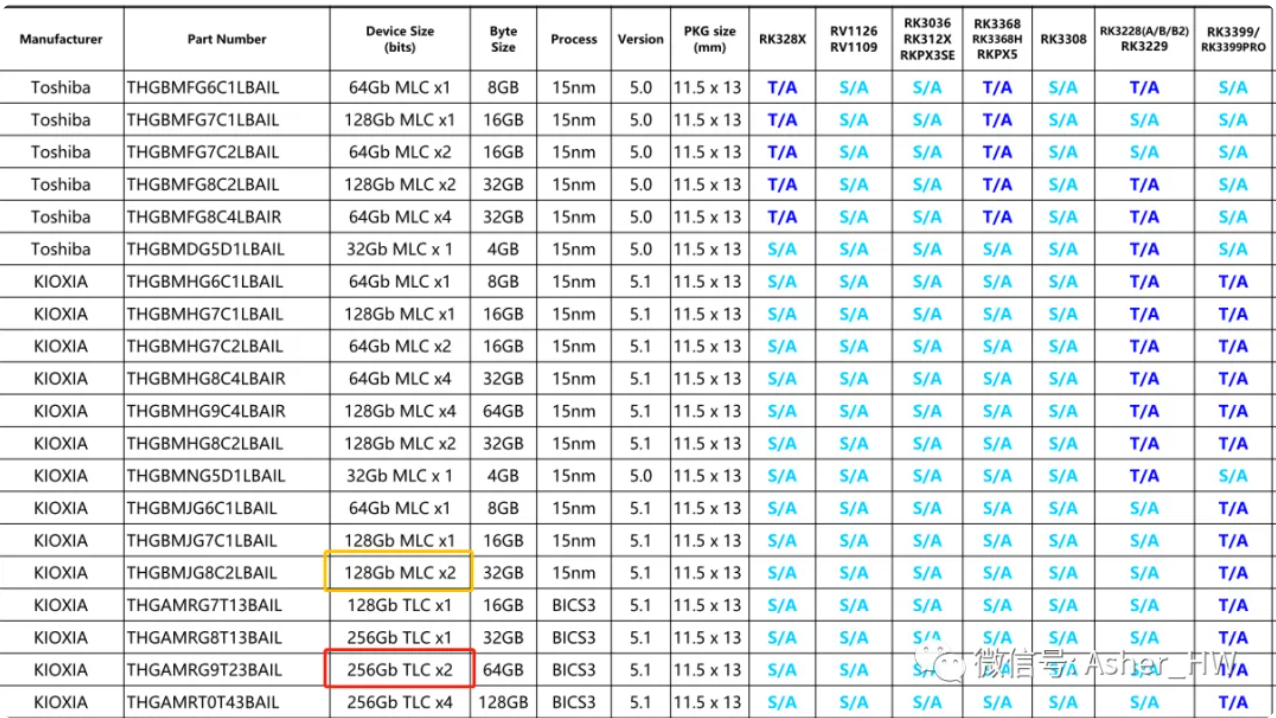 Manufacturer Part Number Device Size (bits) Byte Size Process Version PKG size (mm) RK328X RV1126 RV1109 RK3036 RK312X RKPX3SE RK3368 RK3368H RKPX5 RK3308 RK3228(A/B/B2) RK3229 RK3399/ RK3399PRO
Toshiba THGBMFG6C1LBAIL 64Gb MLC x1 8GB 15nm 5.0 11.5 x 13 T/A S/A S/A T/A S/A T/A S/A
Toshiba THGBMFG7C1LBAIL 128Gb MLC x1 16GB 15nm 5.0 11.5 x 13 T/A S/A S/A T/A S/A S/A S/A
Toshiba THGBMFG7C2LBAIL 64Gb MLC x2 16GB 15nm 5.0 11.5 x 13 T/A S/A S/A T/A S/A S/A S/A
Toshiba THGBMFG8C2LBAIL 128Gb MLC x2 32GB 15nm 5.0 11.5 x 13 T/A S/A S/A T/A S/A T/A S/A
Toshiba THGBMFG8C4LBAIR 64Gb MLC x4 32GB 15nm 5.0 11.5 x 13 T/A S/A S/A T/A S/A T/A S/A
Toshiba THGBMDG5D1LBAIL 32Gb MLC x 1 4GB 15nm 5.0 11.5 x 13 S/A S/A S/A S/A S/A T/A S/A
KIOXIA THGBMHG6C1LBAIL 64Gb MLC x1 8GB 15nm 5.1 11.5 x 13 S/A S/A S/A S/A S/A T/A T/A
KIOXIA THGBMHG7C1LBAIL 128Gb MLC x1 16GB 15nm 5.1 11.5 x 13 S/A S/A S/A S/A S/A T/A T/A
KIOXIA THGBMHG7C2LBAIL 64Gb MLC x2 16GB 15nm 5.1 11.5 x 13 S/A S/A S/A S/A S/A T/A T/A
KIOXIA THGBMHG8C4LBAIR 64Gb MLC x4 32GB 15nm 5.1 11.5 x 13 S/A S/A S/A S/A S/A T/A T/A
KIOXIA THGBMHG9C4LBAIR 128Gb MLC x4 64GB 15nm 5.1 11.5 x 13 S/A S/A S/A S/A S/A T/A T/A
KIOXIA THGBMHG8C2LBAIL 128Gb MLC x2 32GB 15nm 5.1 11.5 x 13 S/A S/A S/A S/A S/A T/A T/A
KIOXIA THGBMNG5D1LBAIL 32Gb MLC x 1 4GB 15nm 5.0 11.5 x 13 S/A S/A S/A S/A S/A T/A S/A
KIOXIA THGBMJG6C1LBAIL 64Gb MLC x1 8GB 15nm 5.1 11.5 x 13 S/A S/A S/A S/A S/A S/A T/A
KIOXIA THGBMJG7C1LBAIL 128Gb MLC x1 16GB 15nm 5.1 11.5 x 13 S/A S/A S/A S/A S/A S/A T/A
KIOXIA THGBMJG8C2LBAIL 128Gb MLC x2 32GB 15nm 5.1 11.5 x 13 S/A S/A S/A S/A S/A S/A T/A
KIOXIA THGAMRG7T13BAIL 128Gb TLC x1 16GB BICS3 5.1 11.5 x 13 S/A S/A S/A S/A S/A S/A T/A
KIOXIA THGAMRG8T13BAIL 256Gb TLC x1 32GB BICS3 5.1 11.5 x 13 S/A S/A S/A S/A S/A S/A T/A
KIOXIA THGAMRG9T23BAIL 256Gb TLC x2 64GB BICS3 5.1 11.5 x 13 S/A S/A S/A S/A S/A S/A T/A
微信号: Asher_HW
KIOXIA THGAMRT0T43BAIL 256Gb TLC x4 128GB BICS3 5.1 11.5 x 13 S/A S/A S/A S/A S/A S/A T/A